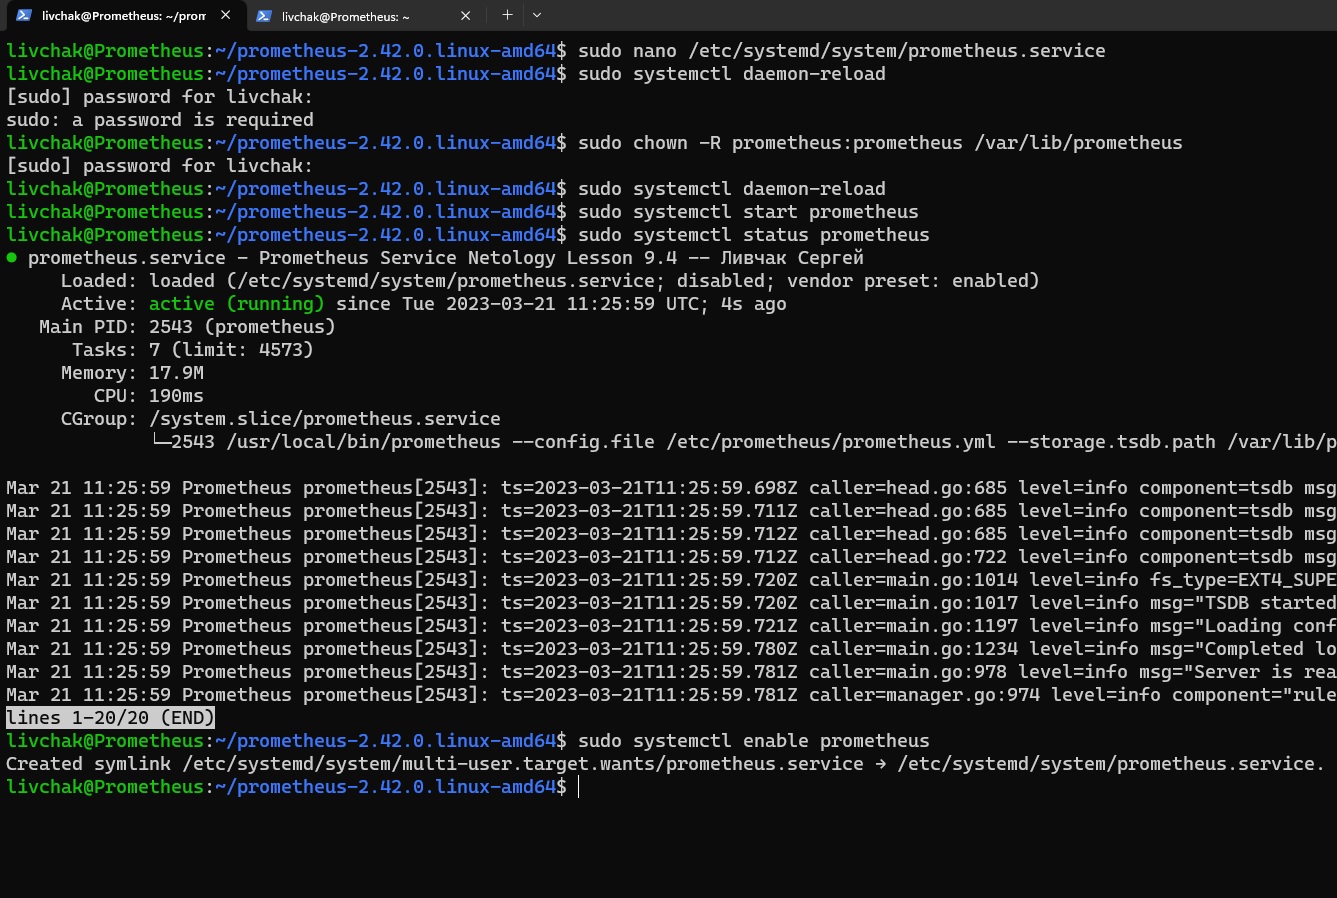 livchak@Prometheus: ~/prom
livchak@Prometheus: ~
livchak@Prometheus:~/prometheus-2.42.0.linux-amd64$ sudo nano /etc/systemd/system/prometheus.service
livchak@Prometheus:~/prometheus-2.42.0.linux-amd64$ sudo systemctl daemon-reload
[sudo] password for livchak:
sudo: a password is required
livchak@Prometheus:~/prometheus-2.42.0.linux-amd64$ sudo chown -R prometheus:prometheus /var/lib/prometheus
[sudo] password for livchak:
livchak@Prometheus:~/prometheus-2.42.0.linux-amd64$ sudo systemctl daemon-reload
livchak@Prometheus:~/prometheus-2.42.0.linux-amd64$ sudo systemctl start prometheus
livchak@Prometheus:~/prometheus-2.42.0.linux-amd64$ sudo systemctl status prometheus
● prometheus.service - Prometheus Service Netology Lesson 9.4 -- Ливчак Сергей
Loaded: loaded (/etc/systemd/system/prometheus.service; disabled; vendor preset: enabled)
Active: active (running) since Tue 2023-03-21 11:25:59 UTC; 4s ago
Main PID: 2543 (prometheus)
Tasks: 7 (limit: 4573)
Memory: 17.9M
CPU: 190ms
CGroup: /system.slice/prometheus.service
└─2543 /usr/local/bin/prometheus --config.file /etc/prometheus/prometheus.yml --storage.tsdb.path /var/lib/p
Mar 21 11:25:59 Prometheus prometheus[2543]: ts=2023-03-21T11:25:59.698Z caller=head.go:685 level=info component=tsdb msg
Mar 21 11:25:59 Prometheus prometheus[2543]: ts=2023-03-21T11:25:59.711Z caller=head.go:685 level=info component=tsdb msg
Mar 21 11:25:59 Prometheus prometheus[2543]: ts=2023-03-21T11:25:59.712Z caller=head.go:685 level=info component=tsdb msg
Mar 21 11:25:59 Prometheus prometheus[2543]: ts=2023-03-21T11:25:59.712Z caller=head.go:722 level=info component=tsdb msg
Mar 21 11:25:59 Prometheus prometheus[2543]: ts=2023-03-21T11:25:59.720Z caller=main.go:1014 level=info fs_type=EXT4_SUPE
Mar 21 11:25:59 Prometheus prometheus[2543]: ts=2023-03-21T11:25:59.720Z caller=main.go:1017 level=info msg="TSDB started
Mar 21 11:25:59 Prometheus prometheus[2543]: ts=2023-03-21T11:25:59.721Z caller=main.go:1197 level=info msg="Loading conf
Mar 21 11:25:59 Prometheus prometheus[2543]: ts=2023-03-21T11:25:59.780Z caller=main.go:1234 level=info msg="Completed lo
Mar 21 11:25:59 Prometheus prometheus[2543]: ts=2023-03-21T11:25:59.781Z caller=main.go:978 level=info msg="Server is rea
Mar 21 11:25:59 Prometheus prometheus[2543]: ts=2023-03-21T11:25:59.781Z caller=manager.go:974 level=info component="rule
lines 1-20/20 (END)
livchak@Prometheus:~/prometheus-2.42.0.linux-amd64$ sudo systemctl enable prometheus
Created symlink /etc/systemd/system/multi-user.target.wants/prometheus.service → /etc/systemd/system/prometheus.service.
livchak@Prometheus:~/prometheus-2.42.0.linux-amd64$